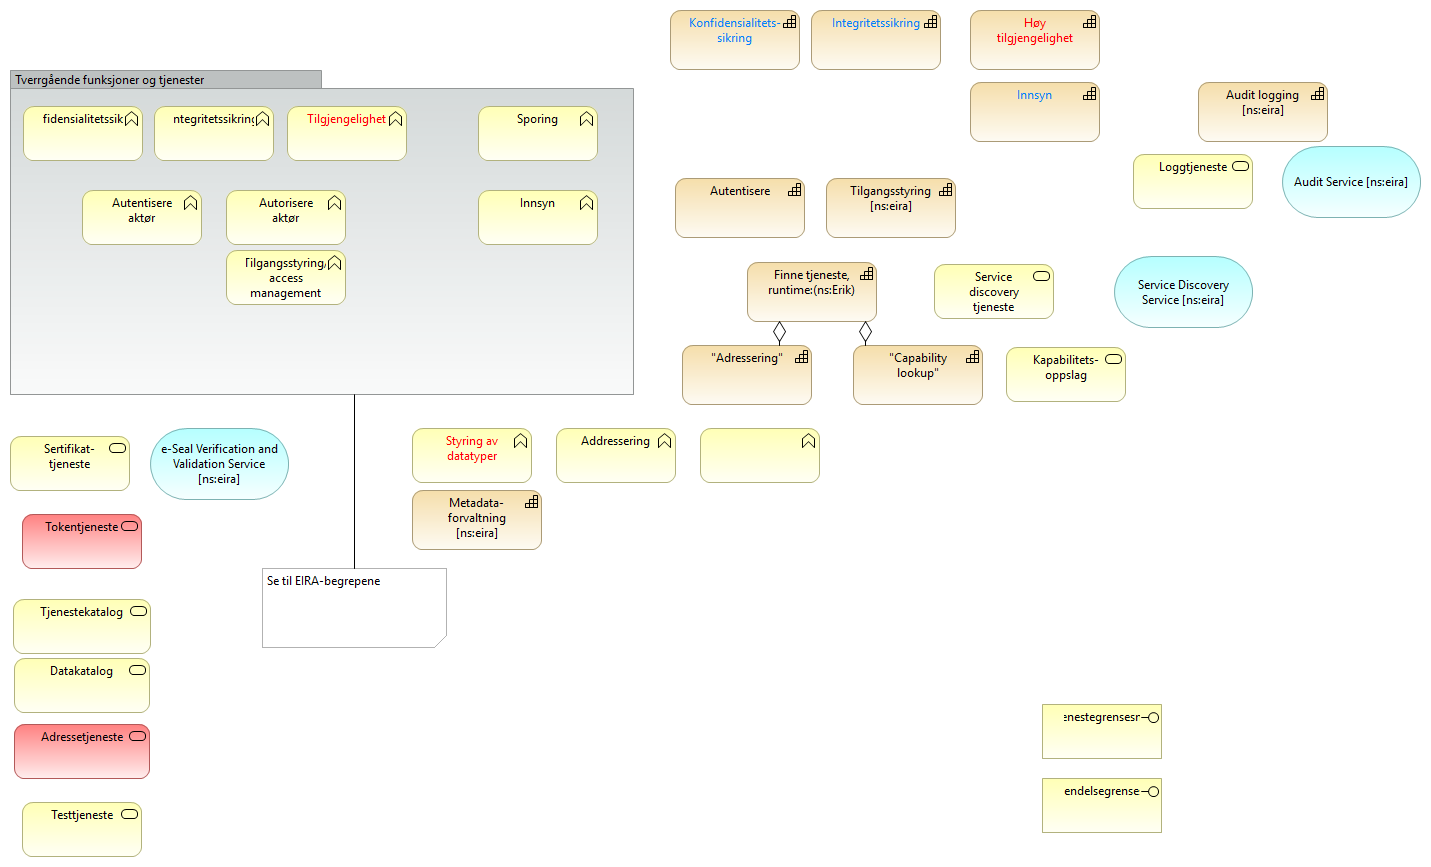 Konfidensialitets-
sikring
Integritetssikring
Høy
tilgjengelighet
Innsyn
Audit logging
[ns:eira]
Tverrgående funksjoner og tjenester
fidensialitetssik
ntegritetssikring
Tilgjengelighet
Sporing
Autentisere
aktør
Autorisere
aktør
Innsyn
Tilgangsstyring/
access
management
Loggtjeneste
Audit Service [ns:eira]
Autentisere
Tilgangsstyring
[ns:eira]
Finne tjeneste,
runtime:(ns:Erik)
Service
discovery
tjeneste
Service Discovery
Service [ns:eira]
"Adressering"
"Capability
lookup"
Kapabilitets-
oppslag
Sertifikat-
tjeneste
e-Seal Verification and
Validation Service
[ns:eira]
Styring av
datatyper
Addressering
Metadata-
forvaltning
[ns:eira]
Tokentjeneste
Se til EIRA-begrepene
Tjenestekatalog
Datakatalog
Adressetjeneste
Testtjeneste
enestegrensesr
endelsegrense